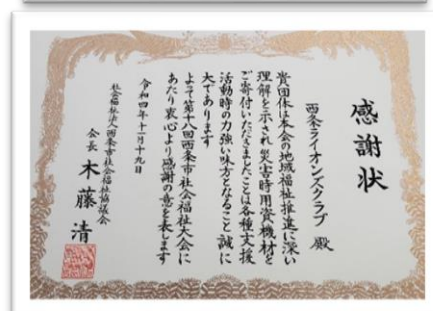 感謝状
西条ライオンズクラブ 殿
貴団体は本会の地域福祉推進に深い
理解を示され災害時用資機材を
ご寄付いただきましたことは各種支援
活動時の力強い味方となること誠に
大であります
よって第十八回西条市社会福祉大会に
あたり衷心より感謝の意を表します
令和四年十一月十九日
社会福祉法人西条市社会福祉協議会
会長 木藤 清